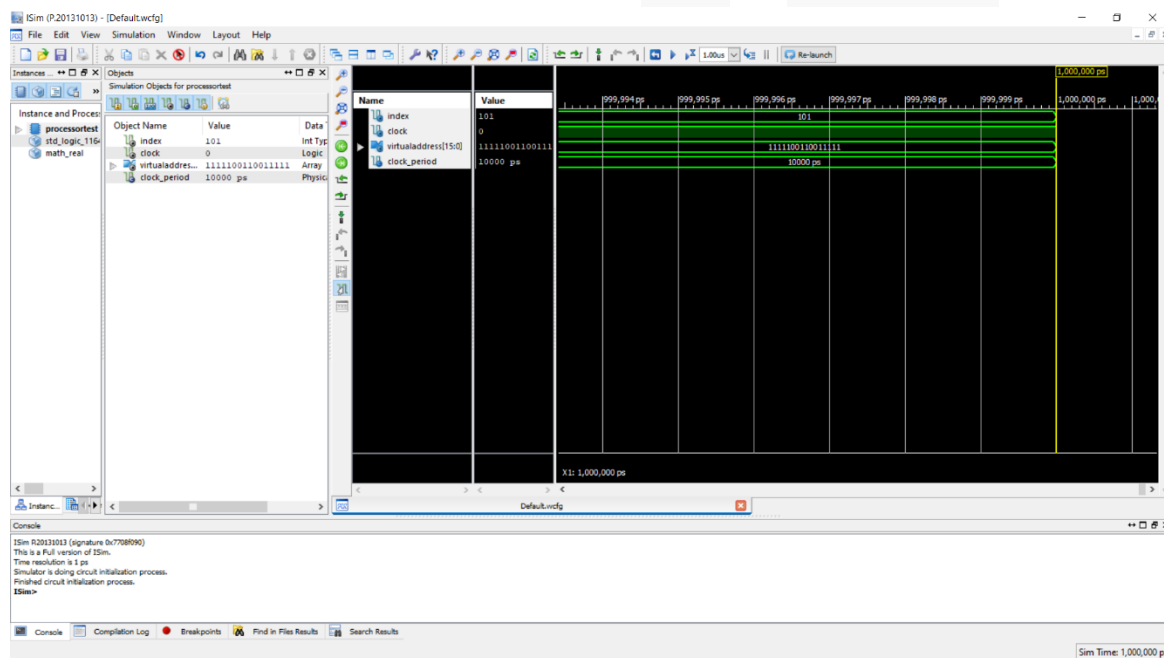 ISim (P.20131013) - [Default.wcfg]
File Edit View Simulation Window Layout Help
1.00us Re-launch
Instances ...
Objects
Simulation Objects for processortest
Instance and Process
processortest
std_logic_1164
math_real
Object Name Value Data
index 101 Int Typ
clock 0 Logic
virtualaddres... 1111100110011111 Array
clock_period 10000 ps Physic
Name Value
index 101
clock 0
virtualaddress[15:0] 11111001100111
clock_period 10000 ps
1,000,000 ps
999,994 ps 999,995 ps 999,996 ps 999,997 ps 999,998 ps 999,999 ps 1,000,000 ps 1,000,
101
1111100110011111
10000 ps
X1: 1,000,000 ps
Instanc...
Default.wcfg
Console
ISim P.20131013 (signature 0x7708f090)
This is a Full version of ISim.
Time resolution is 1 ps
Simulator is doing circuit initialization process.
Finished circuit initialization process.
ISim>
Console Compilation Log Breakpoints Find in Files Results Search Results
Sim Time: 1,000,000 p